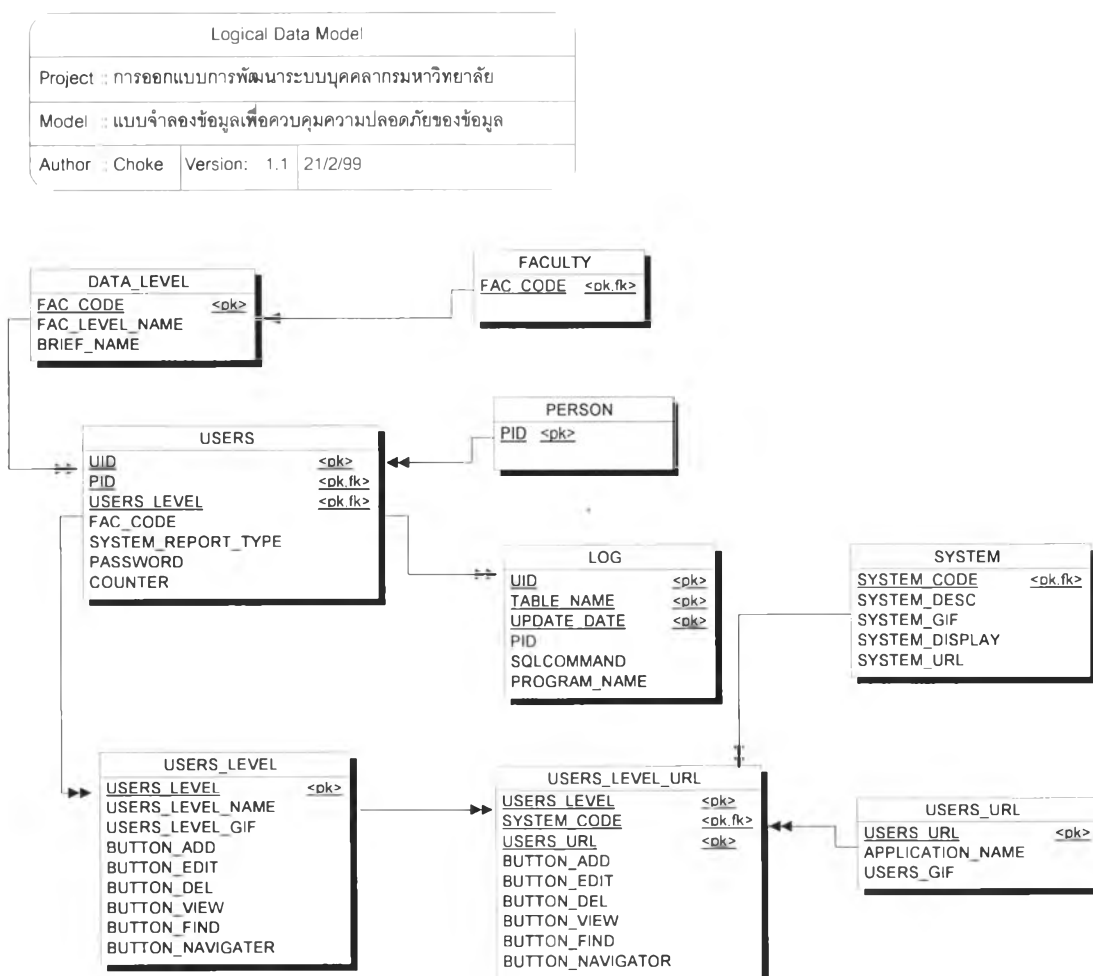 Logical Data Model
Project :: การออกแบบการพัฒนาระบบบุคคลากรมหาวิทยาลัย
Model :: แบบจำลองข้อมูลเพื่อควบคุมความปลอดภัยของข้อมูล
Author :: Choke Version: 1.1 21/2/99
DATA_LEVEL
FAC_CODE <pk>
FAC_LEVEL_NAME
BRIEF_NAME
FACULTY
FAC_CODE <pk,fk>
PERSON
PID <pk>
USERS
UID <pk>
PID <pk,fk>
USERS_LEVEL <pk,fk>
FAC_CODE
SYSTEM_REPORT_TYPE
PASSWORD
COUNTER
LOG
UID <pk>
TABLE_NAME <pk>
UPDATE_DATE <pk>
PID
SQLCOMMAND
PROGRAM_NAME
SYSTEM
SYSTEM_CODE <pk,fk>
SYSTEM_DESC
SYSTEM_GIF
SYSTEM_DISPLAY
SYSTEM_URL
USERS_LEVEL
USERS_LEVEL <pk>
USERS_LEVEL_NAME
USERS_LEVEL_GIF
BUTTON_ADD
BUTTON_EDIT
BUTTON_DEL
BUTTON_VIEW
BUTTON_FIND
BUTTON_NAVIGATER
USERS_LEVEL_URL
USERS_LEVEL <pk>
SYSTEM_CODE <pk,fk>
USERS_URL <pk>
BUTTON_ADD
BUTTON_EDIT
BUTTON_DEL
BUTTON_VIEW
BUTTON_FIND
BUTTON_NAVIGATOR
USERS_URL
USERS_URL <pk>
APPLICATION_NAME
USERS_GIF